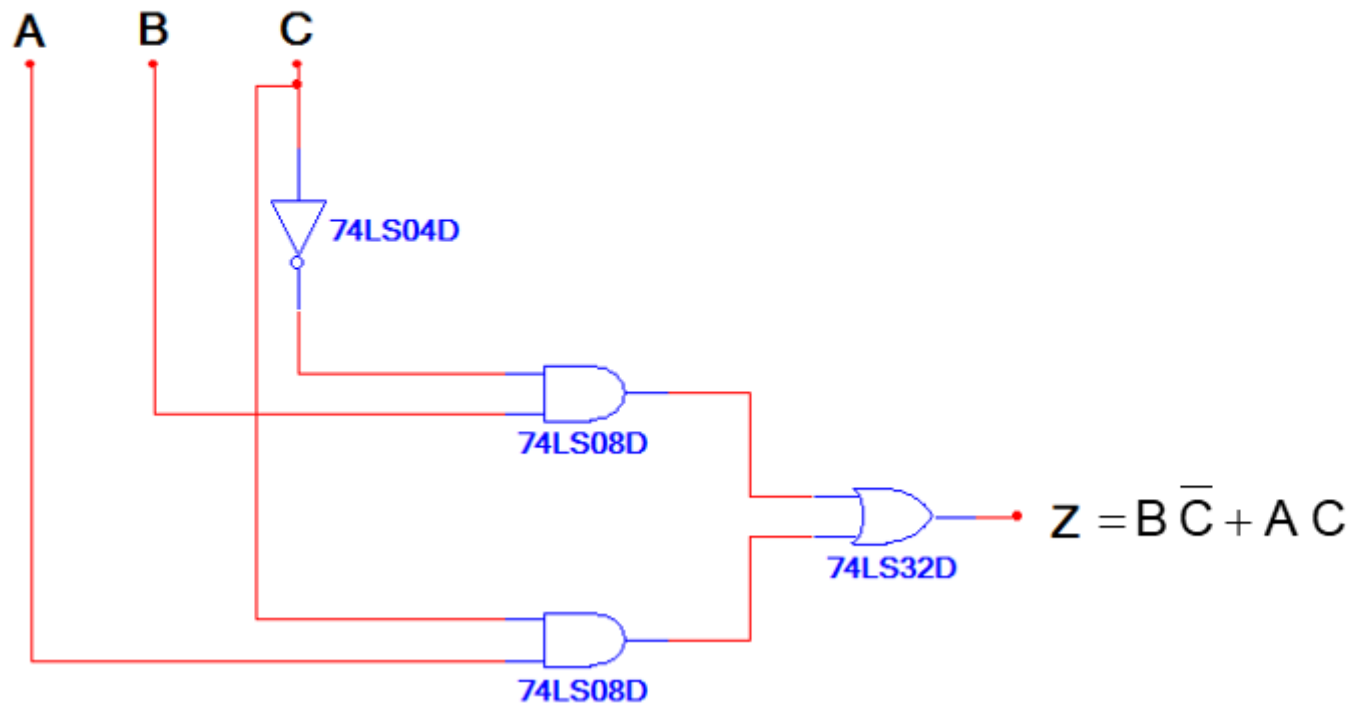 A B C
74LS04D
74LS08D
Z = B C̅ + A C
74LS32D
74LS08D